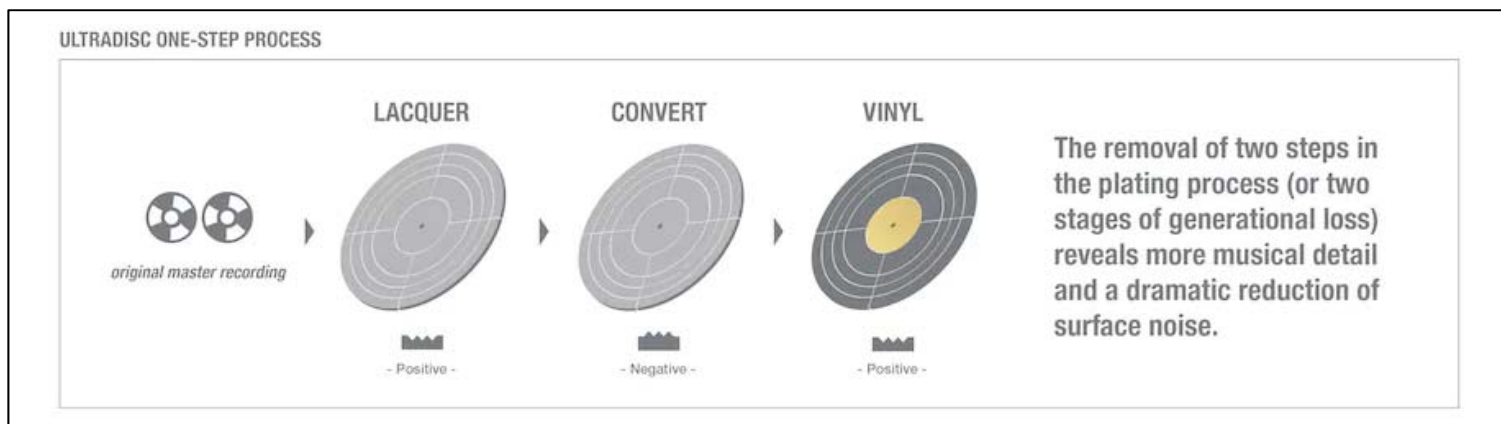 ULTRADISC ONE-STEP PROCESS
LACQUER
CONVERT
VINYL
original master recording
- Positive -
- Negative -
- Positive -
The removal of two steps in
the plating process (or two
stages of generational loss)
reveals more musical detail
and a dramatic reduction of
surface noise.